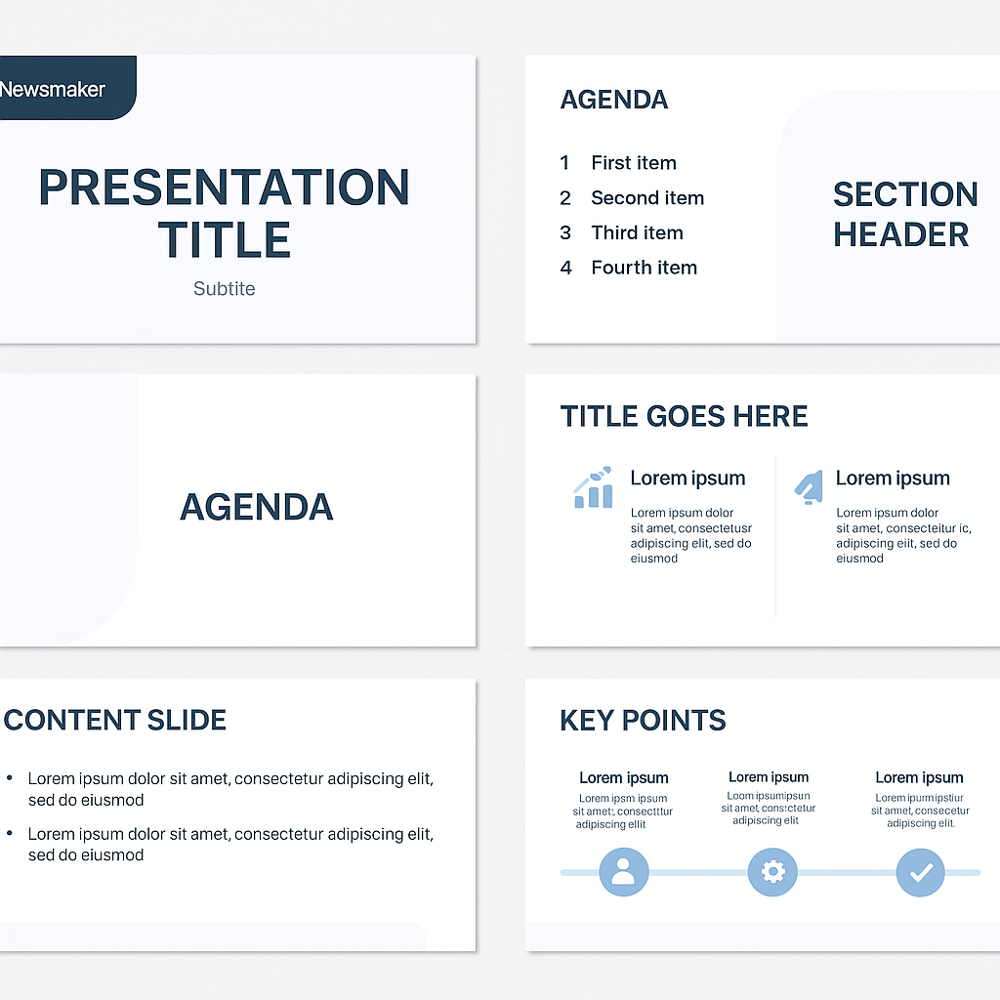 Newsmaker
PRESENTATION
TITLE
Subtite
AGENDA
1 First item
2 Second item
3 Third item
4 Fourth item
SECTION
HEADER
AGENDA
TITLE GOES HERE
Lorem ipsum
Lorem ipsum dolor
sit amet, consectetusr
adipiscing elit, sed do
eiusmod
Lorem ipsum
Lorem ipsum dolor
sit amet, consecteitur ic,
adipiscing eiit, sed do
eiusmod
CONTENT SLIDE
• Lorem ipsum dolor sit amet, consectetur adipiscing elit,
sed do eiusmod
• Lorem ipsum dolor sit amet, consectetur adipiscing elit,
sed do eiusmod
KEY POINTS
Lorem ipsum
Lorem ipsm ipsum
sit amet:, consectttur
adipiscing ellit
Lorem ipsum
Loom ipsumipsun
sit amet, cons:ctetur
adipiscing elit
Lorem ipsum
Lorem ipurmipstiur
sit amet, consecetur
adipiscing elit.